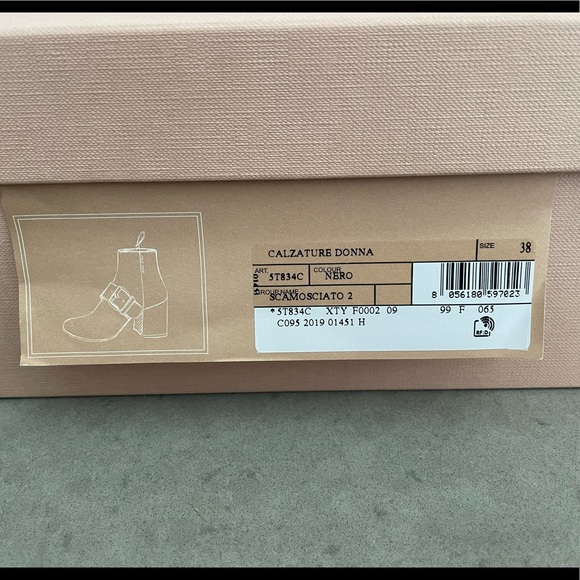 CALZATURE DONNA
SIZE 38
ART. 5T834C COLOUR NERO
GROUP NAME
SCAMOSCIATO 2
8 056180 597023
*5T834C XTY F0002 09 99 F 065
C095 2019 01451 H
RFiD